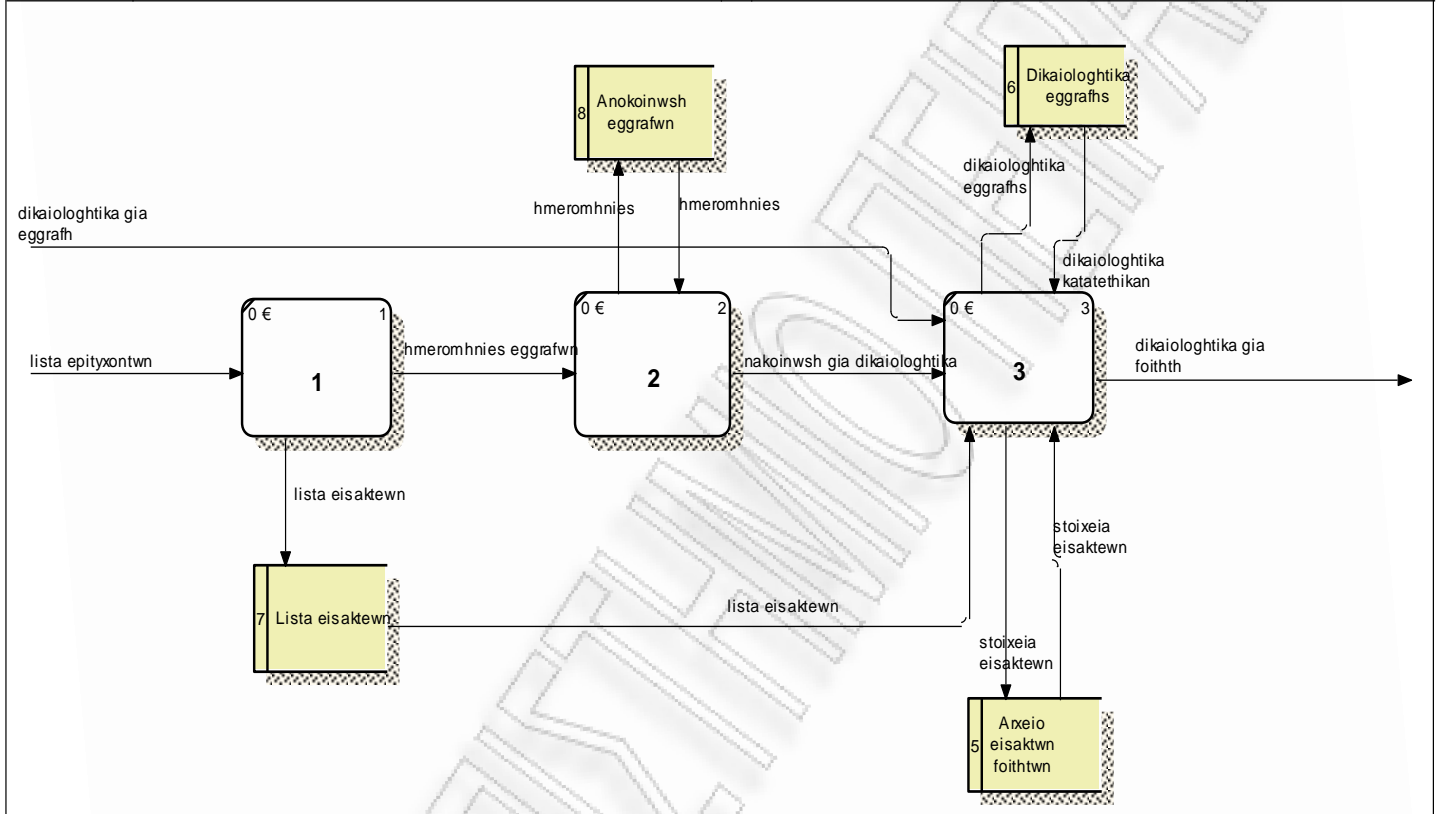 8
Anokoinwsh
eggrafwn
6
Dikaiologhtika
eggrafhs
dikaiologhtika
eggrafhs
hmeromhnies
hmeromhnies
dikaiologhtika gia
eggrafh
dikaiologhtika
katatethikan
0 €
1
1
0 €
2
2
0 €
3
3
lista epityxontwn
hmeromhnies eggrafwn
nakoinwsh gia dikaiologhtika
dikaiologhtika gia
foithth
lista eisaktewn
stoixeia
eisaktewn
7
Lista eisaktewn
lista eisaktewn
stoixeia
eisaktewn
5
Arxeio
eisaktwn
foithtwn